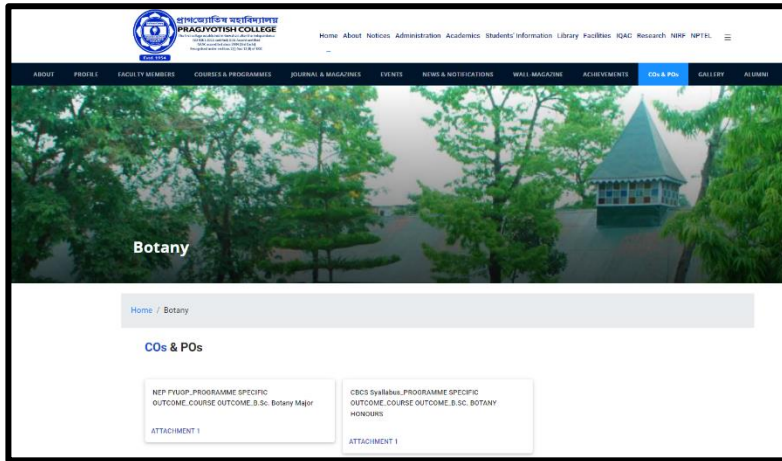 প্ৰাগজ্যোতিষ মহাবিদ্যালয়
PRAGJYOTISH COLLEGE
Estd 1954
Home About Notices Administration Academics Students' Information Library Facilities IQAC Research NIRF NPTEL
ABOUT PROFILE FACULTY MEMBERS COURSES & PROGRAMMES JOURNAL & MAGAZINES EVENTS NEWS & NOTIFICATIONS WALL-MAGAZINE ACHIEVEMENTS COs & POs GALLERY ALUMNI
Botany
Home / Botany
COs & POs
NEP FYUGP_PROGRAMME SPECIFIC
OUTCOME_COURSE OUTCOME_B.Sc. Botany Major
ATTACHMENT 1
CBCS Syallabus_PROGRAMME SPECIFIC
OUTCOME_COURSE OUTCOME_B.SC. BOTANY
HONOURS
ATTACHMENT 1